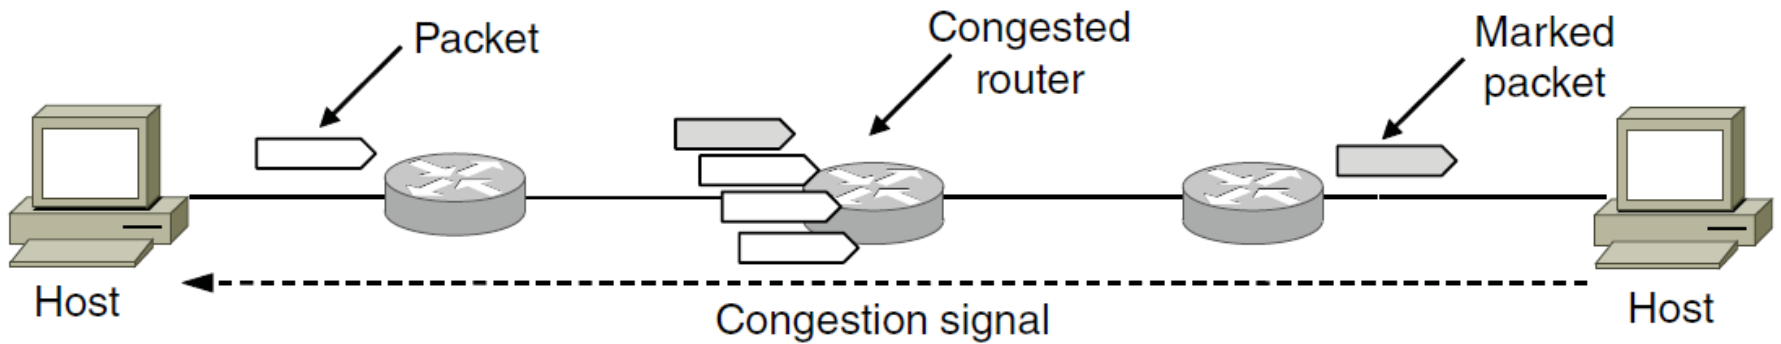 Packet
Congested
router
Marked
packet
Host
Congestion signal
Host